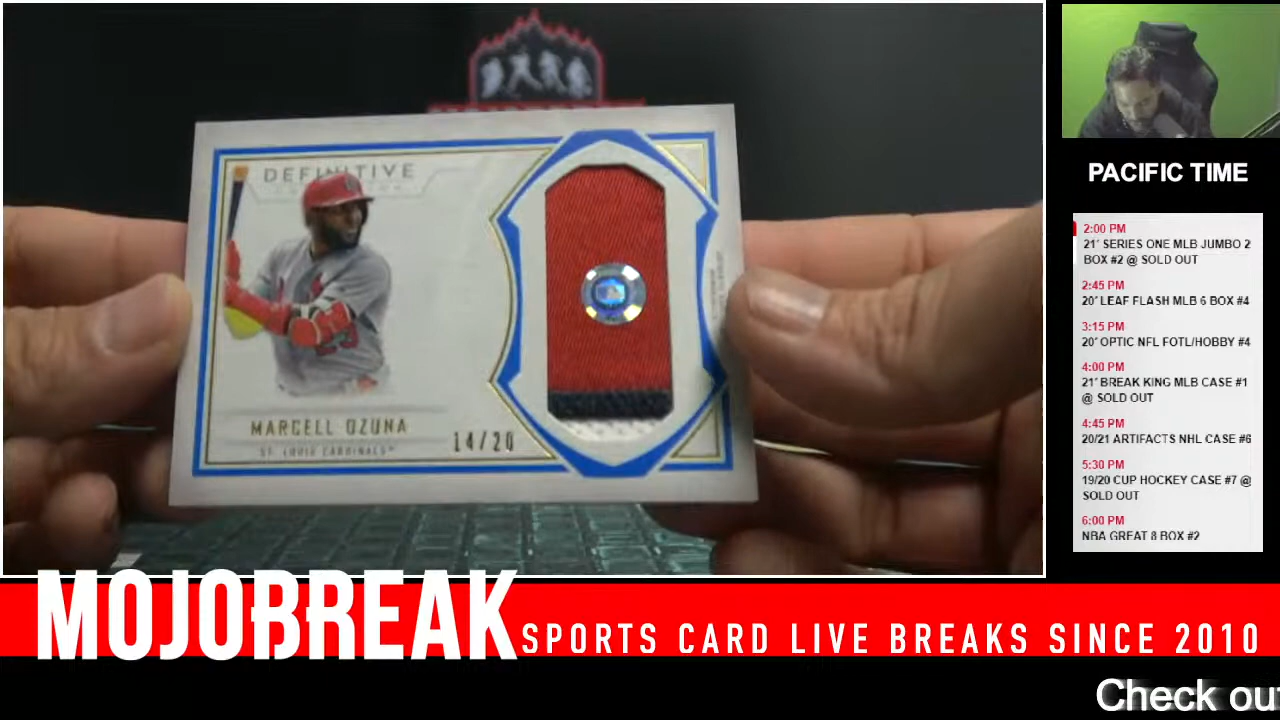 DEFINITIVE
MARCELL OZUNA
ST. LOUIS CARDINALS
14/20
PACIFIC TIME
2:00 PM
21' SERIES ONE MLB JUMBO 2
BOX #2 @ SOLD OUT
2:45 PM
20' LEAF FLASH MLB 6 BOX #4
3:15 PM
20' OPTIC NFL FOTL/HOBBY #4
4:00 PM
21' BREAK KING MLB CASE #1
@ SOLD OUT
4:45 PM
20/21 ARTIFACTS NHL CASE #6
5:30 PM
19/20 CUP HOCKEY CASE #7 @
SOLD OUT
6:00 PM
NBA GREAT 8 BOX #2
MOJOBREAK
SPORTS CARD LIVE BREAKS SINCE 2010
Check out